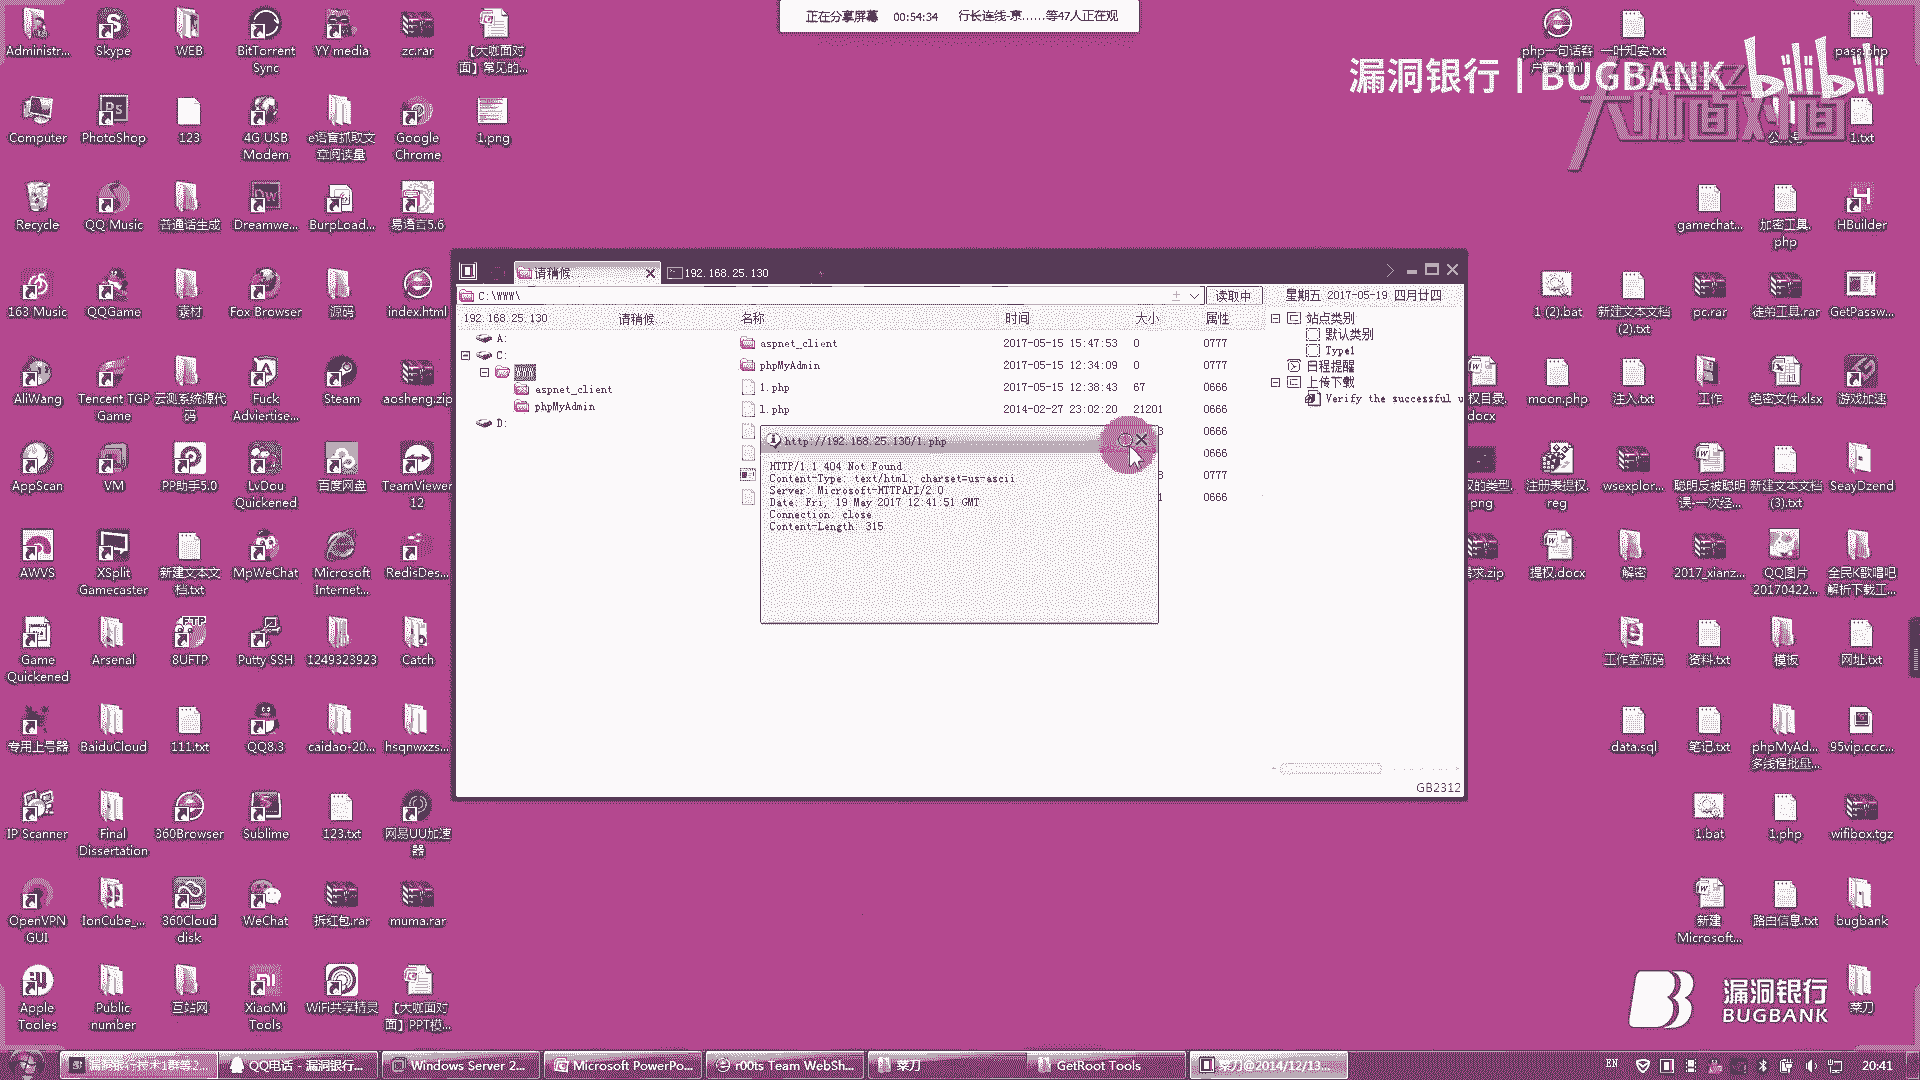 正在分享屏幕 00:54:34 行长连线-京......等47人正在观
漏洞银行 | BUGBANK
bilibili
大咖面对面
Administr...
Skype
WEB
BitTorrent Sync
YY media
zc.rar
【大咖面对面】常见的...
php一句话客户端.html
一叶知安.txt
pass.php
Computer
PhotoShop
123
4G USB Modem
e语言抓取文章阅读量
Google Chrome
1.png
1.txt
Recycle
QQ Music
普通话生成
Dreamwe...
BurpLoad...
易语言5.6
gamechat...
加密工具.php
HBuilder
163 Music
QQGame
素材
Fox Browser
源码
index.html
1 (2).bat
新建文本文档 (2).txt
pc.rar
徒弟工具.rar
GetPassw...
AliWang
Tencent TGP Game
云测系统源代码
Fuck Adviertise...
Steam
aosheng.zip
权目录.docx
moon.php
注入.txt
工作
绝密文件.xlsx
游戏加速
AppScan
VM
PP助手5.0
LvDou Quickened
百度网盘
TeamViewer 12
权的类型.png
注册表提权.reg
wsexplor...
聪明反被聪明误-一次经...
新建文本文档 (3).txt
SeayDzend
AWVS
XSplit Gamecaster
新建文本文档.txt
MpWeChat
Microsoft Internet...
RedisDes...
需求.zip
提权.docx
解密
2017_xianz...
QQ图片20170422...
全民K歌唱吧解析下载工...
Game Quickened
Arsenal
8UFTP
Putty SSH
1249323923
Catch
工作室源码
资料.txt
模板
网址.txt
专用上号器
BaiduCloud
111.txt
QQ8.3
caidao-20...
hsqnwxzs...
data.sql
笔记.txt
phpMyAd...多线程批量...
95vip.cc.c...
IP Scanner
Final Dissertation
360Browser
Sublime
123.txt
网易UU加速器
1.bat
1.php
wifibox.tgz
OpenVPN GUI
IonCube_...
360Cloud disk
WeChat
拆红包.rar
muma.rar
新建 Microsoft...
路由信息.txt
bugbank
Apple Tooles
Public number
互站网
XiaoMi Tools
WiFi共享精灵
【大咖面对面】PPT模...
漏洞银行
BUGBANK
菜刀
请稍候...
192.168.25.130
C:\WWW\
读取中
星期五 2017-05-19 四月廿四
192.168.25.130
请稍候...
名称 时间 大小 属性
A:
C:
WWW
aspnet_client
phpMyAdmin
D:
aspnet_client 2017-05-15 15:47:53 0 0777
phpMyAdmin 2017-05-15 12:34:09 0 0777
1.php 2017-05-15 12:38:43 67 0666
1.php 2014-02-27 23:02:20 21201 0666
0666
0666
0777
0666
http://192.168.25.130/1.php
HTTP/1.1 404 Not Found
Content-Type: text/html; charset=us-ascii
Server: Microsoft-HTTPAPI/2.0
Date: Fri, 19 May 2017 12:41:51 GMT
Connection: close
Content-Length: 315
站点类别
默认类别
Type1
日程提醒
上传下载
Verify the successful u
GB2312
漏洞银行技术1群等2...
QQ电话 - 漏洞银行...
Windows Server 2...
Microsoft PowerPo...
r00ts Team WebSh...
菜刀
GetRoot Tools
菜刀@2014/12/13...
EN
20:41